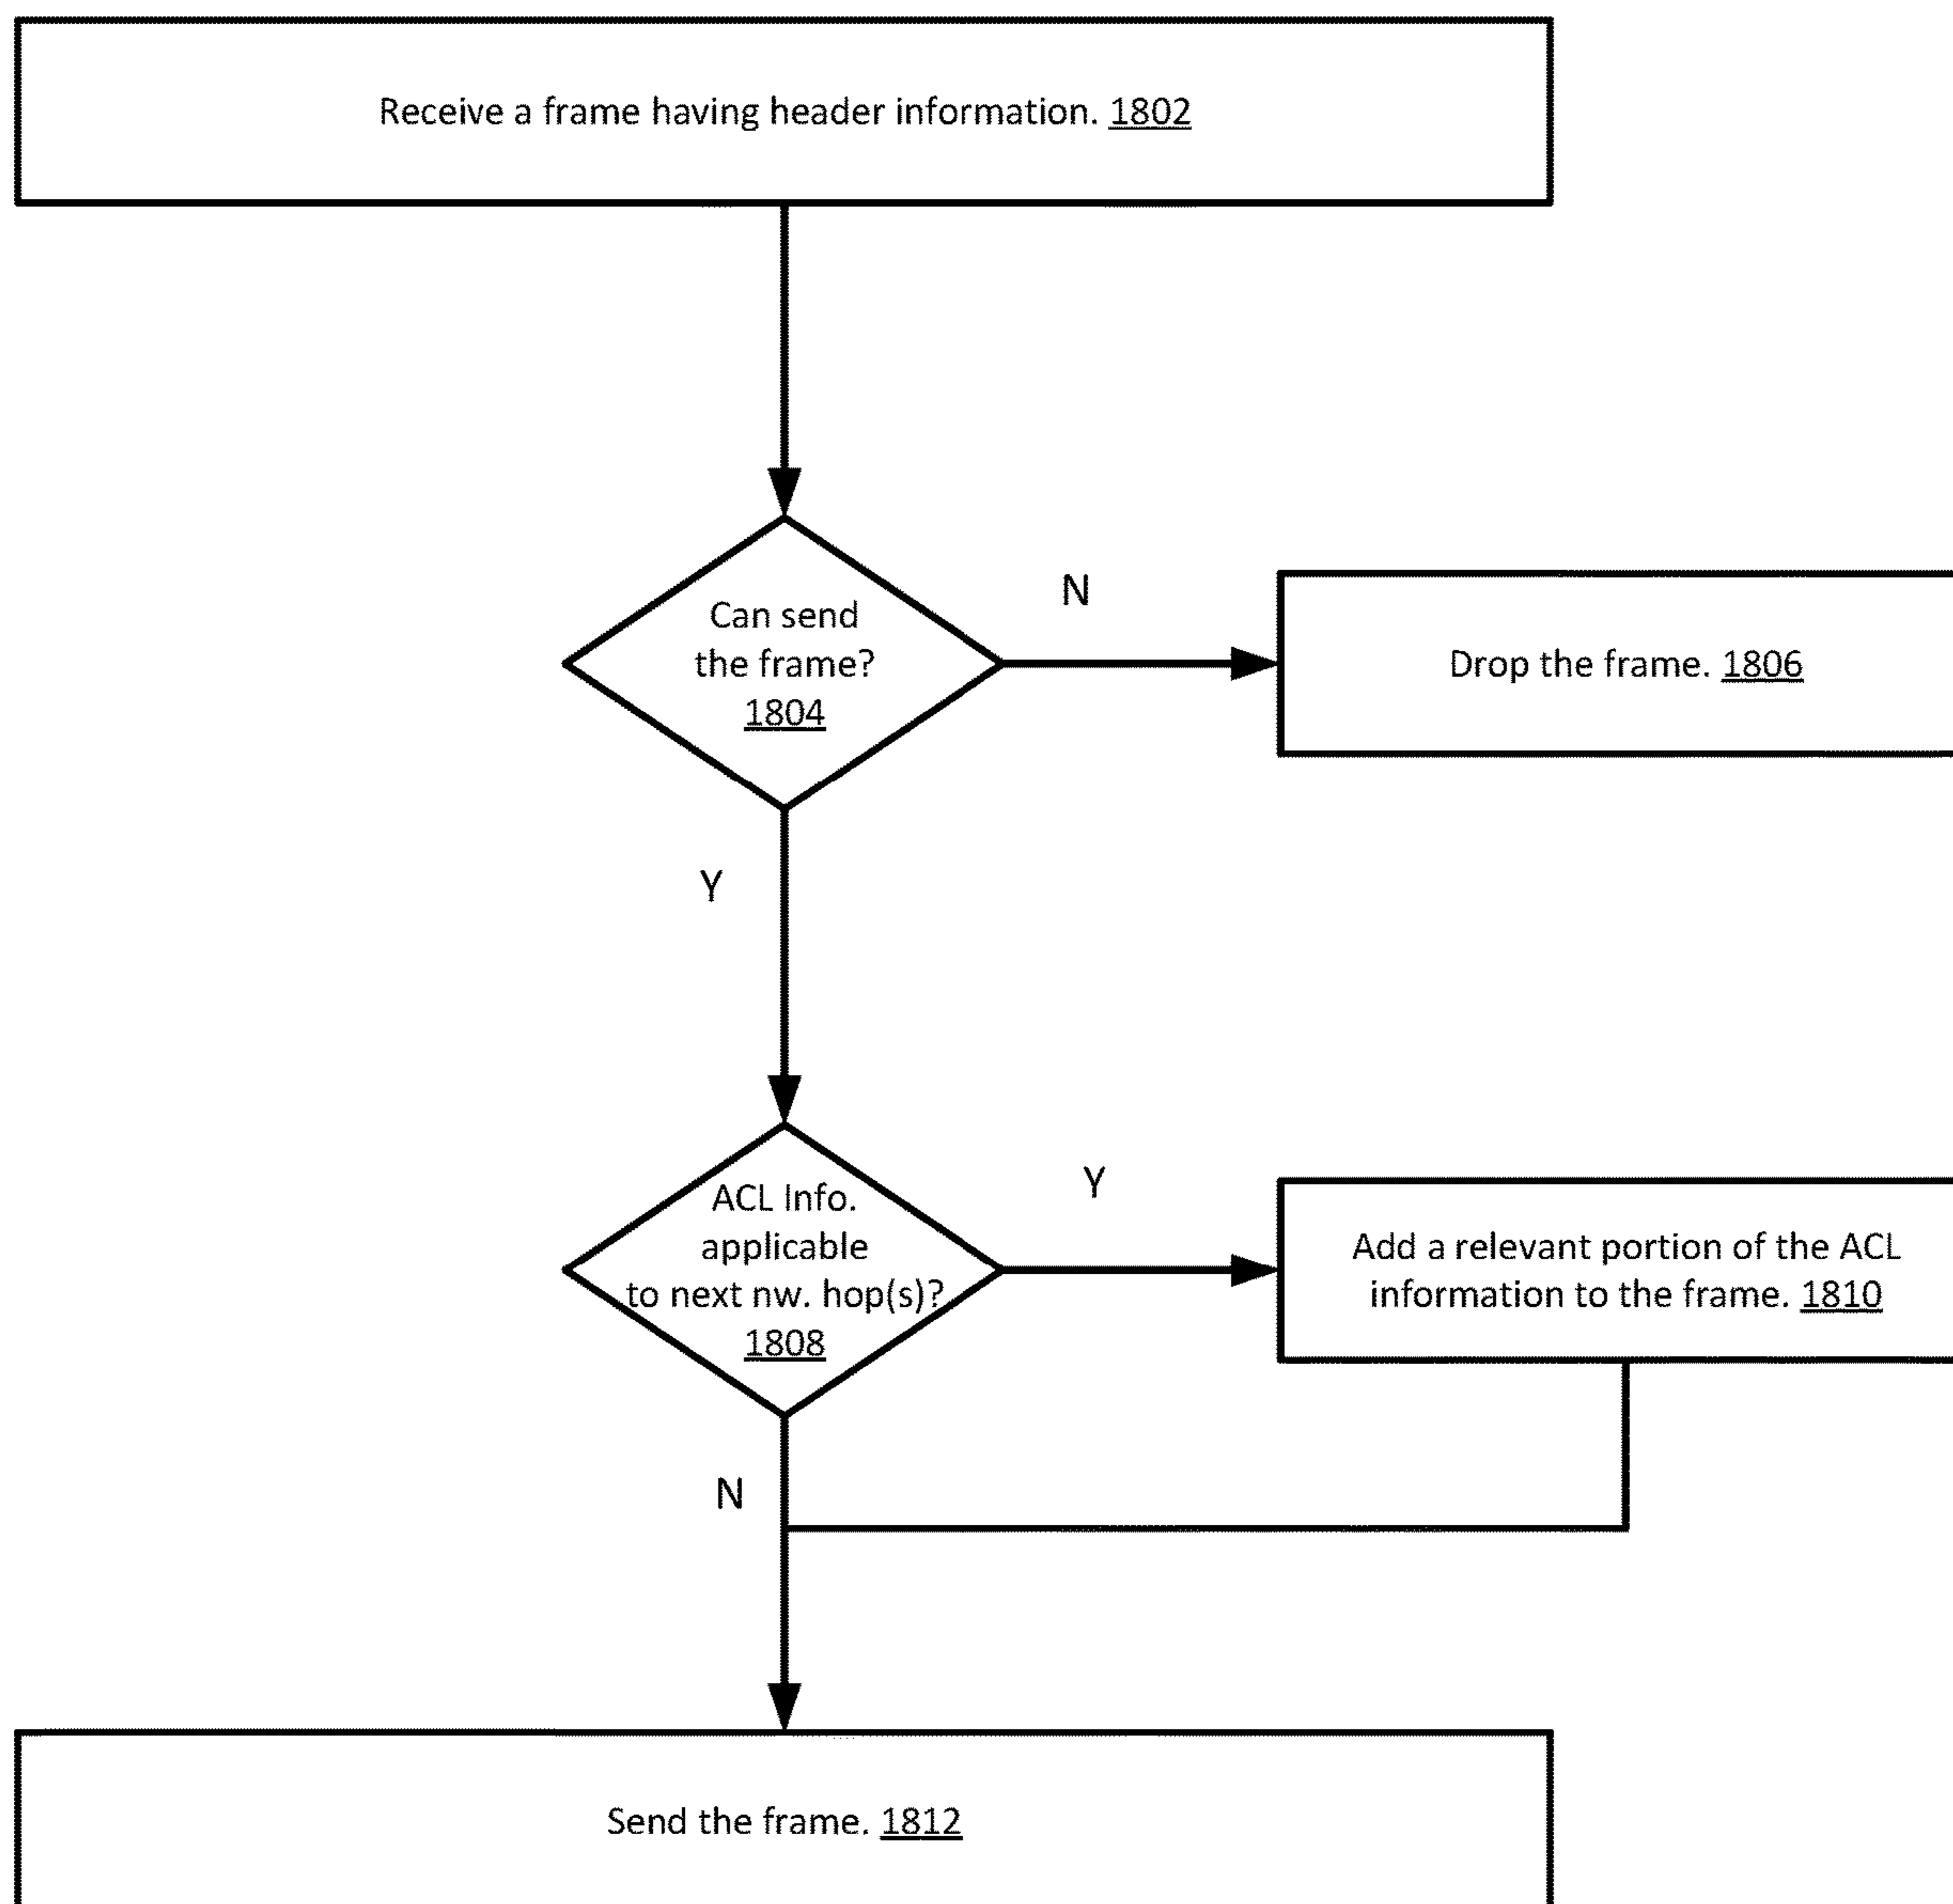 Receive a frame having header information. 1802
Can send
the frame?
1804
N
Drop the frame. 1806
Y
ACL Info.
applicable
to next nw. hop(s)?
1808
Y
Add a relevant portion of the ACL
information to the frame. 1810
N
Send the frame. 1812